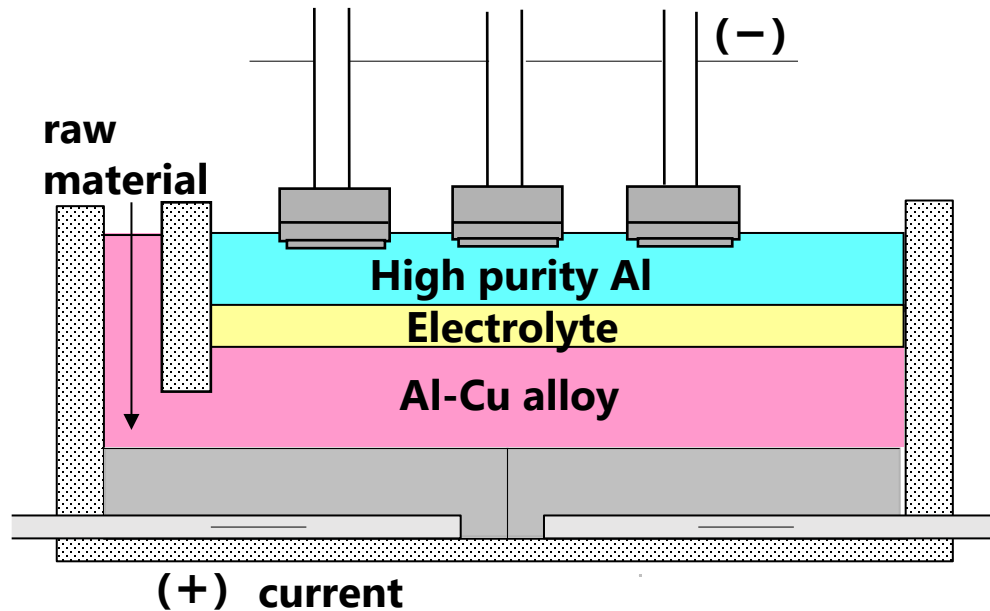 (−)
raw
material
High purity Al
Electrolyte
Al-Cu alloy
(+) current